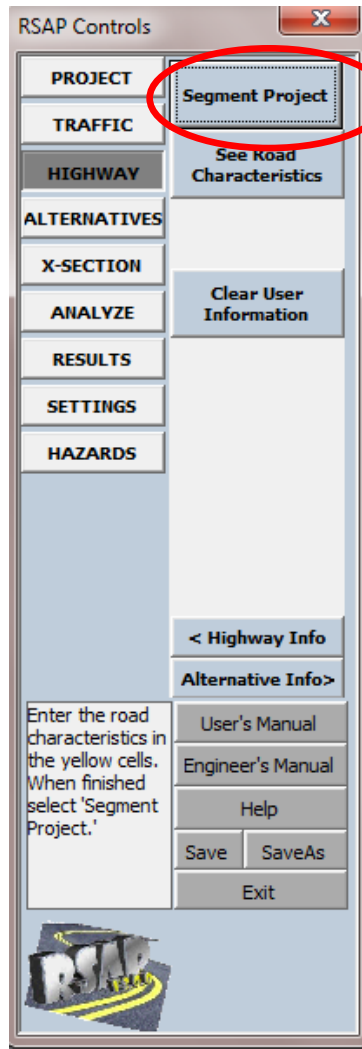 RSAP Controls
X
PROJECT
TRAFFIC
HIGHWAY
ALTERNATIVES
X-SECTION
ANALYZE
RESULTS
SETTINGS
HAZARDS
Segment Project
See Road
Characteristics
Clear User
Information
< Highway Info
Alternative Info>
Enter the road
characteristics in
the yellow cells.
When finished
select 'Segment
Project.'
User's Manual
Engineer's Manual
Help
Save SaveAs
Exit
RSAP